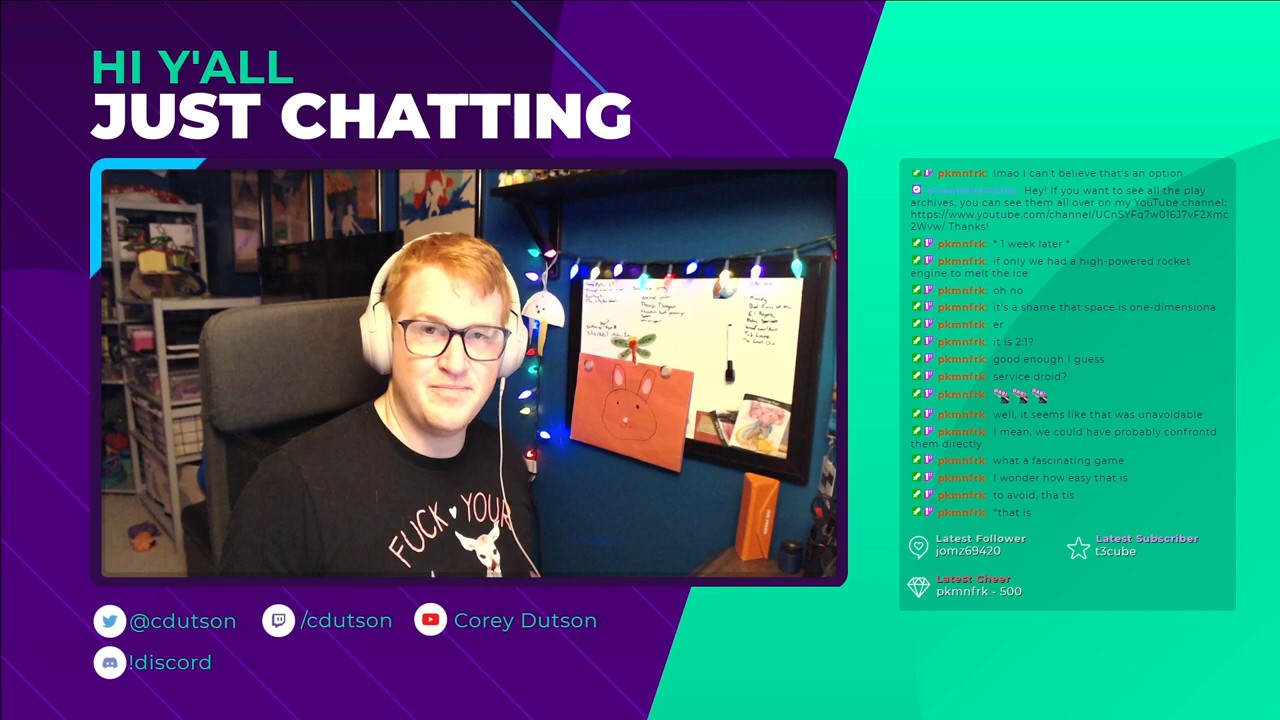 HI Y'ALL
JUST CHATTING
FUCK YOUR
@cdutson
/cdutson
Corey Dutson
!discord
pkmnfrk: lmao I can't believe that's an option
Hey! If you want to see all the play
archives, you can see them all over on my YouTube channel:
https://www.youtube.com/channel/UCnSYFq7w016J7vF2Xmc
2Wvw/ Thanks!
pkmnfrk: * 1 week later *
pkmnfrk: if only we had a high-powered rocket
engine to melt the ice
pkmnfrk: oh no
pkmnfrk: it's a shame that space is one-dimensiona
pkmnfrk: er
pkmnfrk: it is 2:1?
pkmnfrk: good enough I guess
pkmnfrk: service droid?
pkmnfrk:
pkmnfrk: well, it seems like that was unavoidable
pkmnfrk: I mean, we could have probably confrontd
them directly
pkmnfrk: what a fascinating game
pkmnfrk: I wonder how easy that is
pkmnfrk: to avoid, tha tis
pkmnfrk: *that is
Latest Follower
jomz69420
Latest Subscriber
t3cube
Latest Cheer
pkmnfrk - 500